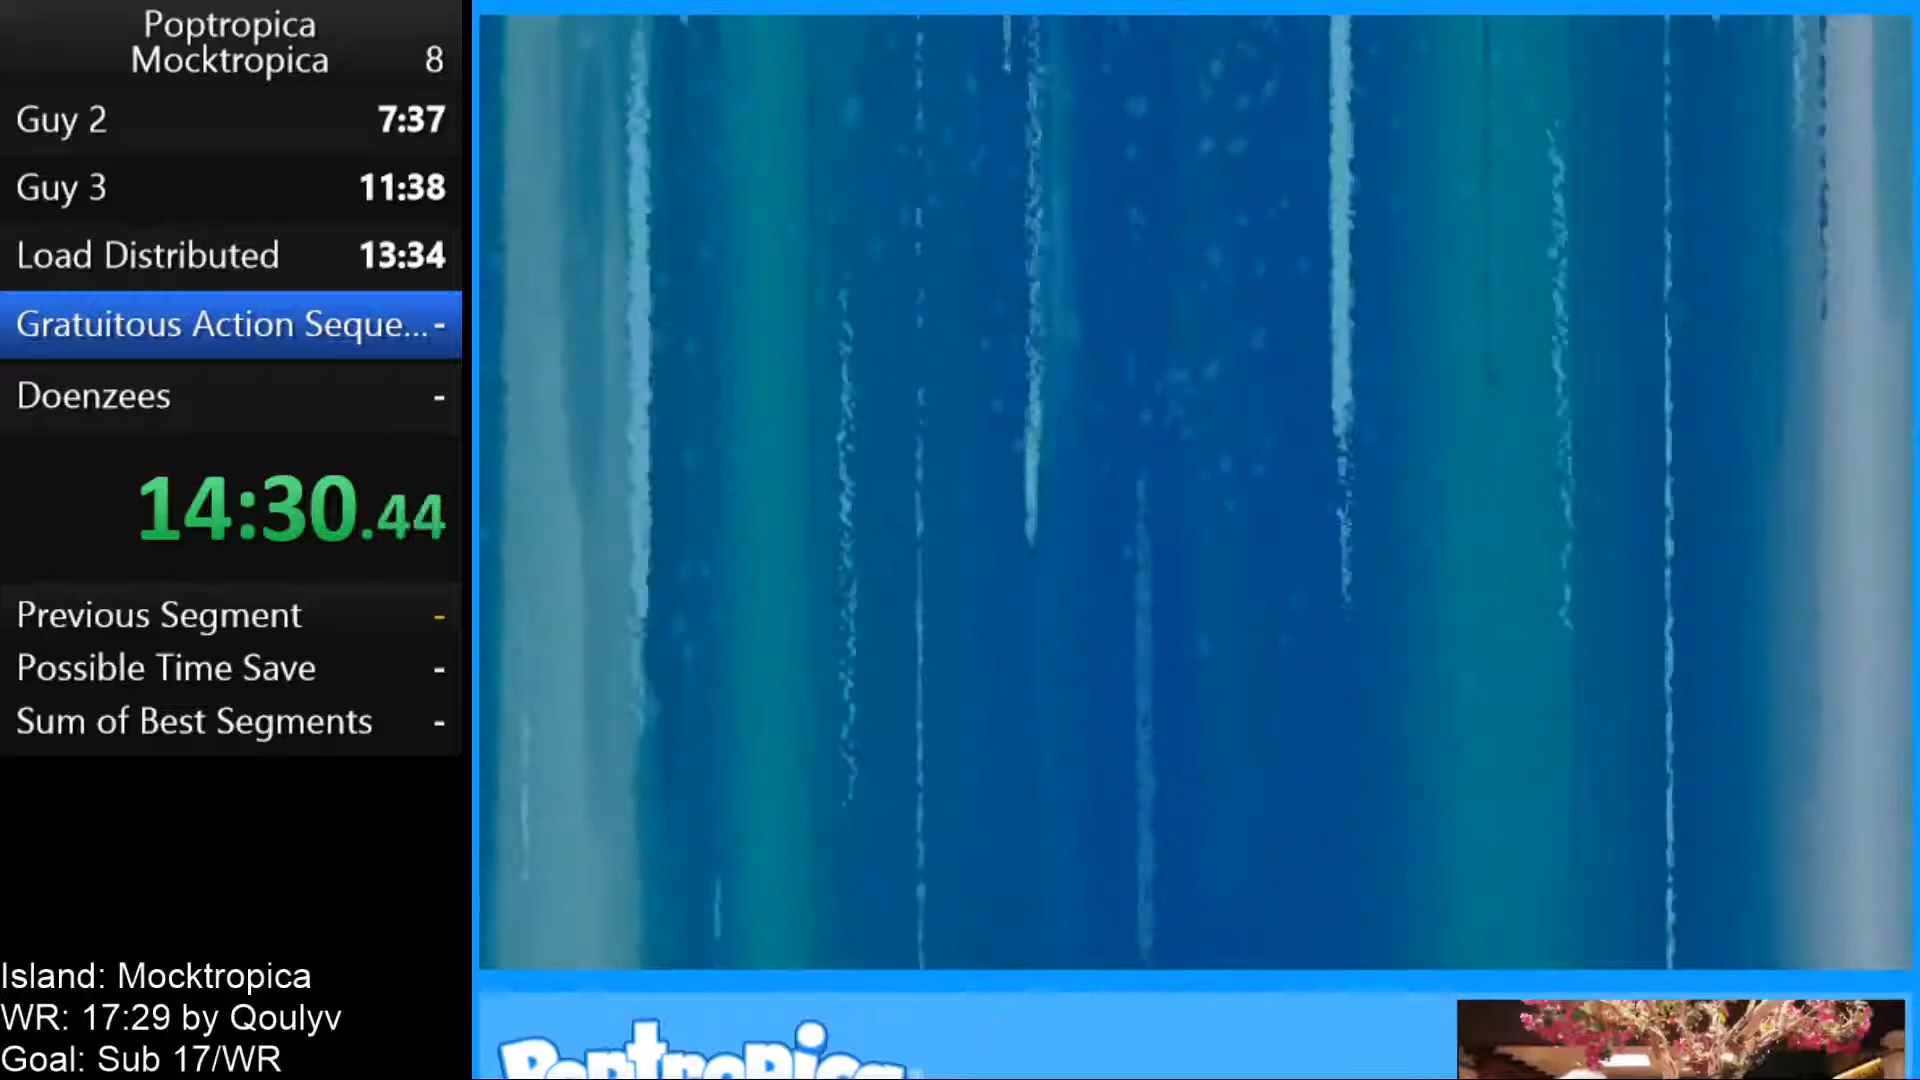 Poptropica
Mocktropica 8
Guy 2 7:37
Guy 3 11:38
Load Distributed 13:34
Gratuitous Action Seque... -
Doenzees -
14:30.44
Previous Segment -
Possible Time Save -
Sum of Best Segments -
Island: Mocktropica
WR: 17:29 by Qoulyv
Goal: Sub 17/WR
Poptropica